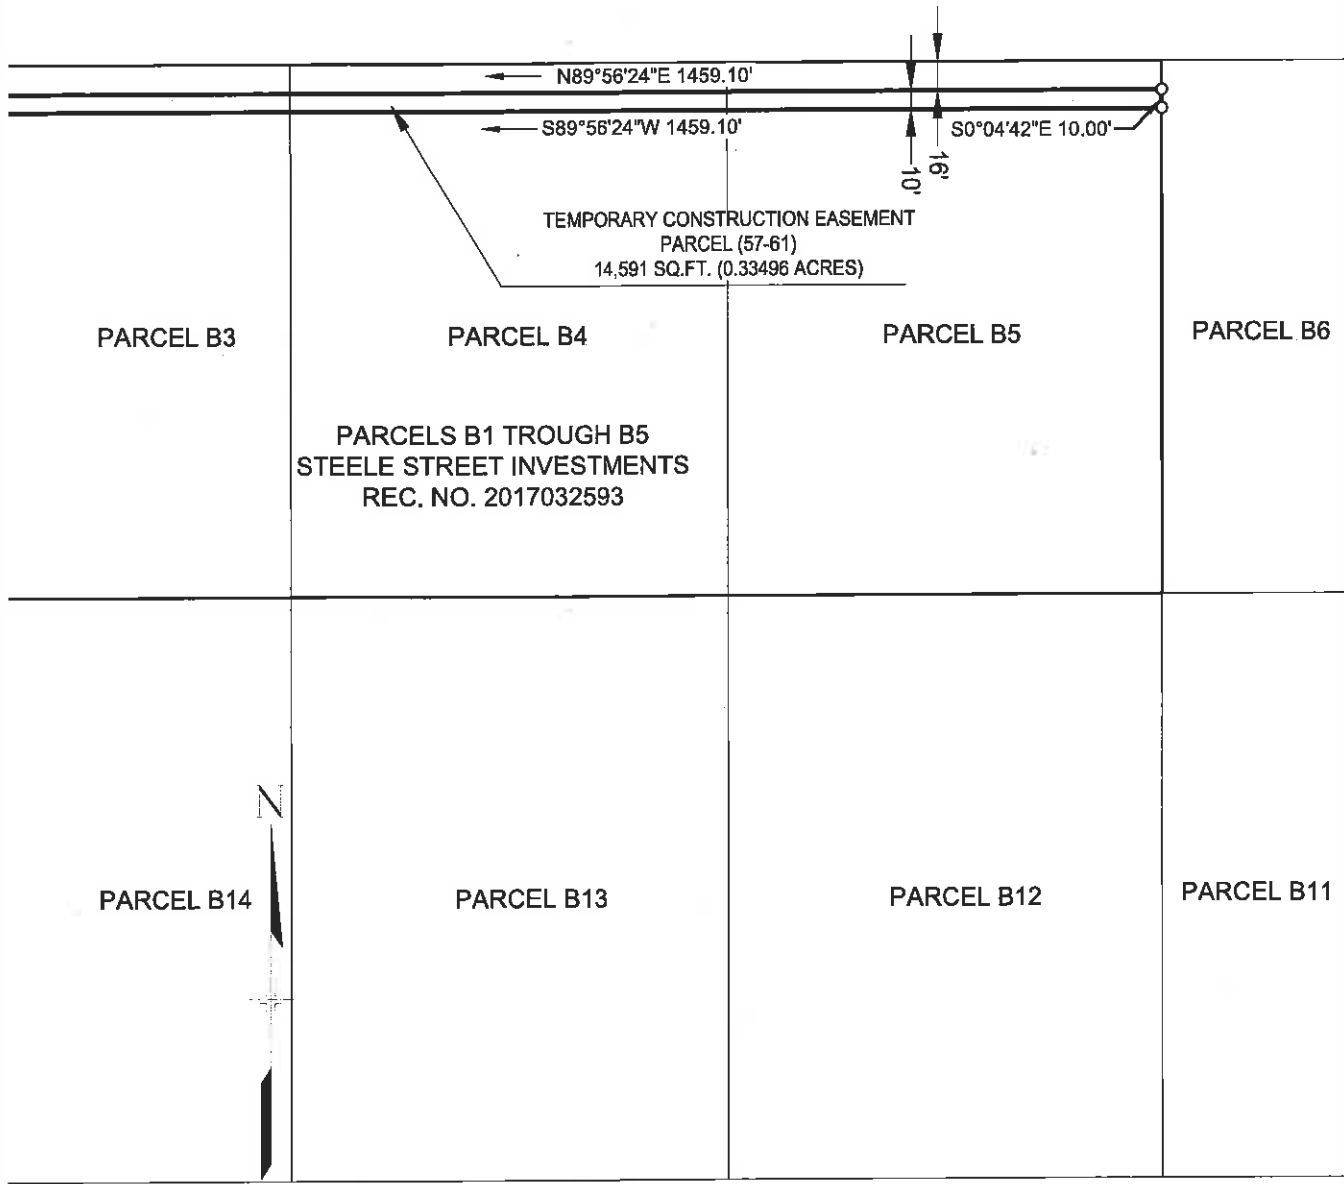 N89°56'24"E 1459.10'
S89°56'24"W 1459.10'
S0°04'42"E 10.00'
16'
10'
TEMPORARY CONSTRUCTION EASEMENT
PARCEL (57-61)
14,591 SQ.FT. (0.33496 ACRES)
PARCEL B3
PARCEL B4
PARCEL B5
PARCEL B6
PARCELS B1 TROUGH B5
STEELE STREET INVESTMENTS
REC. NO. 2017032593
N
PARCEL B14
PARCEL B13
PARCEL B12
PARCEL B11